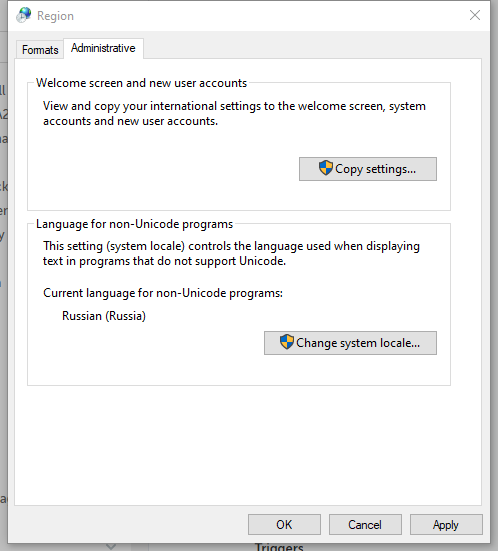 Region
Formats
Administrative
Welcome screen and new user accounts
View and copy your international settings to the welcome screen, system
accounts and new user accounts.
Copy settings...
Language for non-Unicode programs
This setting (system locale) controls the language used when displaying
text in programs that do not support Unicode.
Current language for non-Unicode programs:
Russian (Russia)
Change system locale...
OK
Cancel
Apply
Triggers